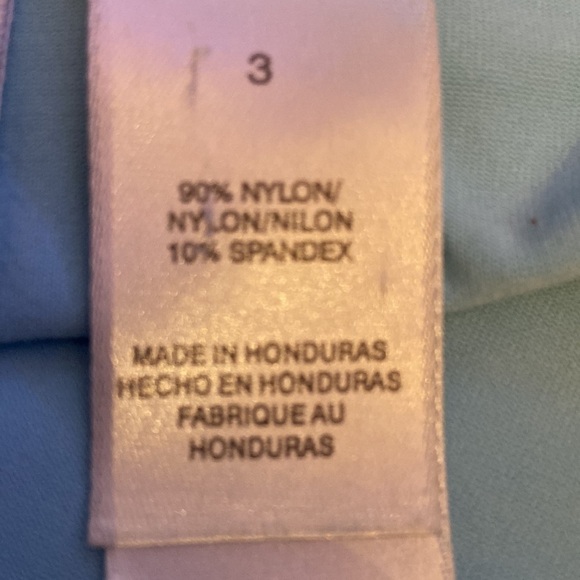 3
90% NYLON/
NYLON/NILON
10% SPANDEX
MADE IN HONDURAS
HECHO EN HONDURAS
FABRIQUE AU
HONDURAS